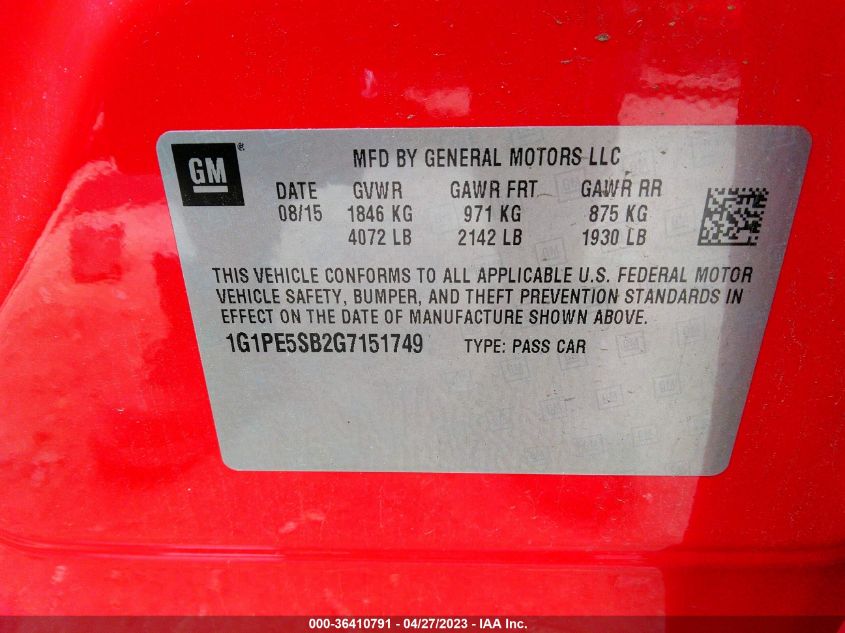 GM®
MFD BY GENERAL MOTORS LLC
DATE GVWR GAWR FRT GAWR RR
08/15 1846 KG 971 KG 875 KG
4072 LB 2142 LB 1930 LB
THIS VEHICLE CONFORMS TO ALL APPLICABLE U.S. FEDERAL MOTOR
VEHICLE SAFETY, BUMPER, AND THEFT PREVENTION STANDARDS IN
EFFECT ON THE DATE OF MANUFACTURE SHOWN ABOVE.
1G1PE5SB2G7151749 TYPE: PASS CAR
000-36410791 - 04/27/2023 - IAA Inc.